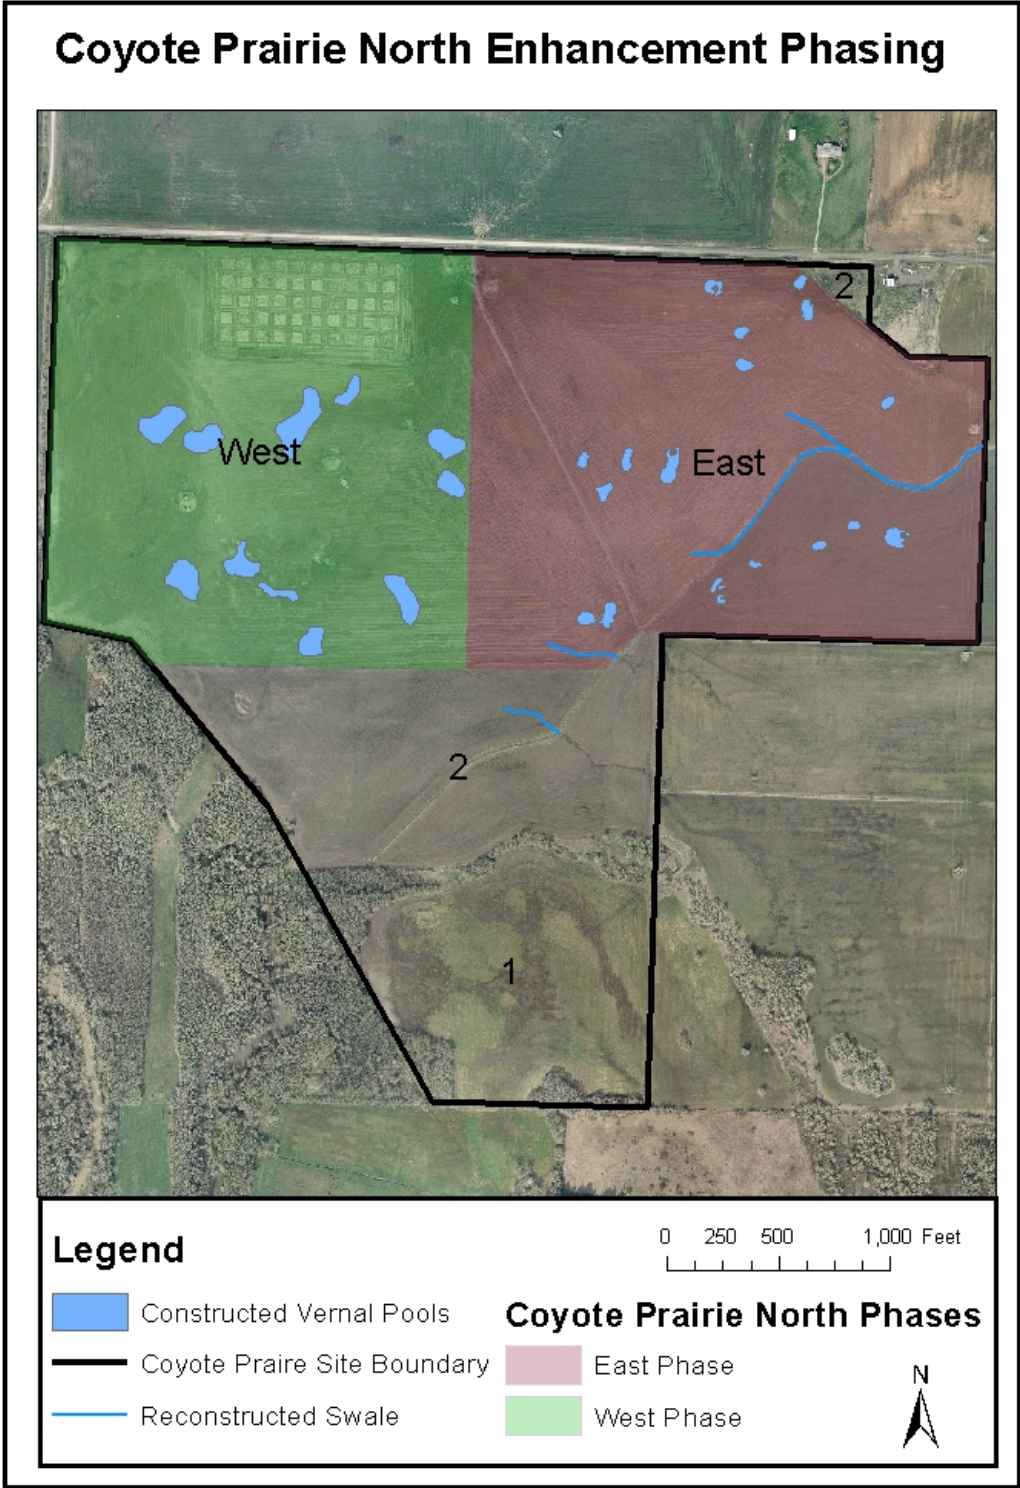 Coyote Prairie North Enhancement Phasing
2
West
East
2
1
Legend
0 250 500 1,000 Feet
Constructed Vernal Pools
Coyote Praire Site Boundary
Reconstructed Swale
Coyote Prairie North Phases
East Phase
West Phase
N